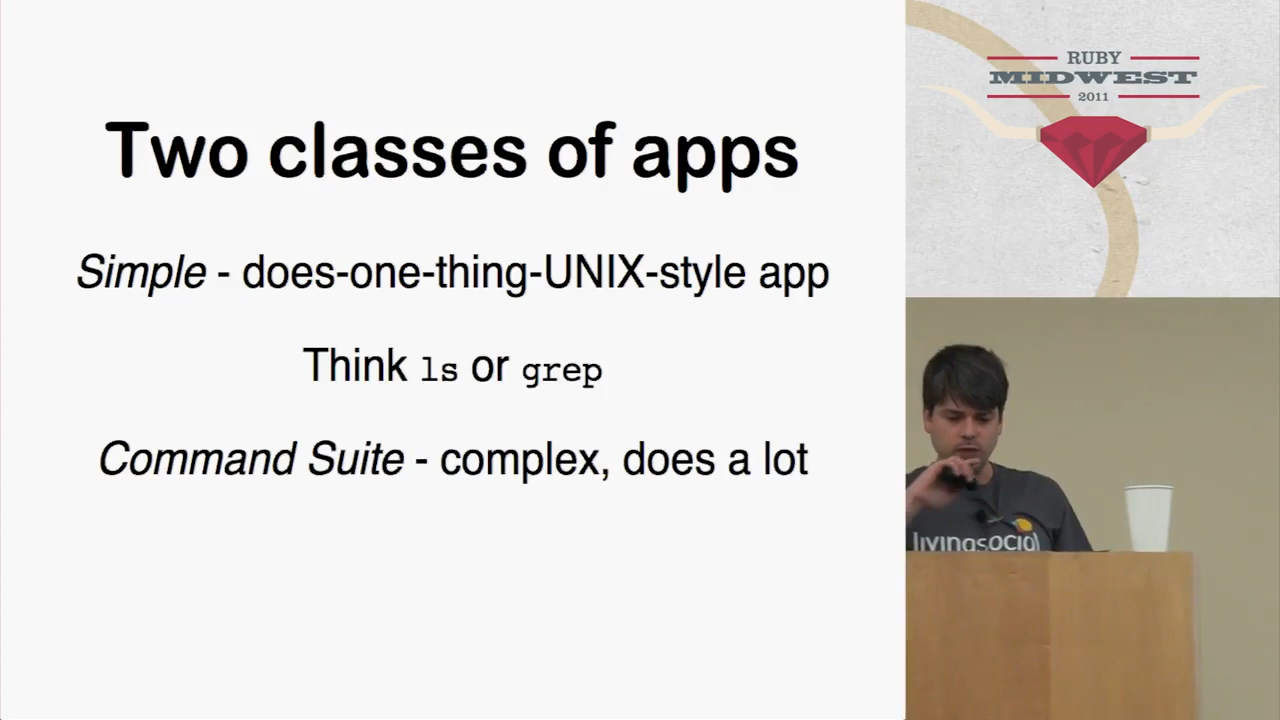 Two classes of apps
Simple - does-one-thing-UNIX-style app
Think ls or grep
Command Suite - complex, does a lot
RUBY
MIDWEST
2011
livingsocial